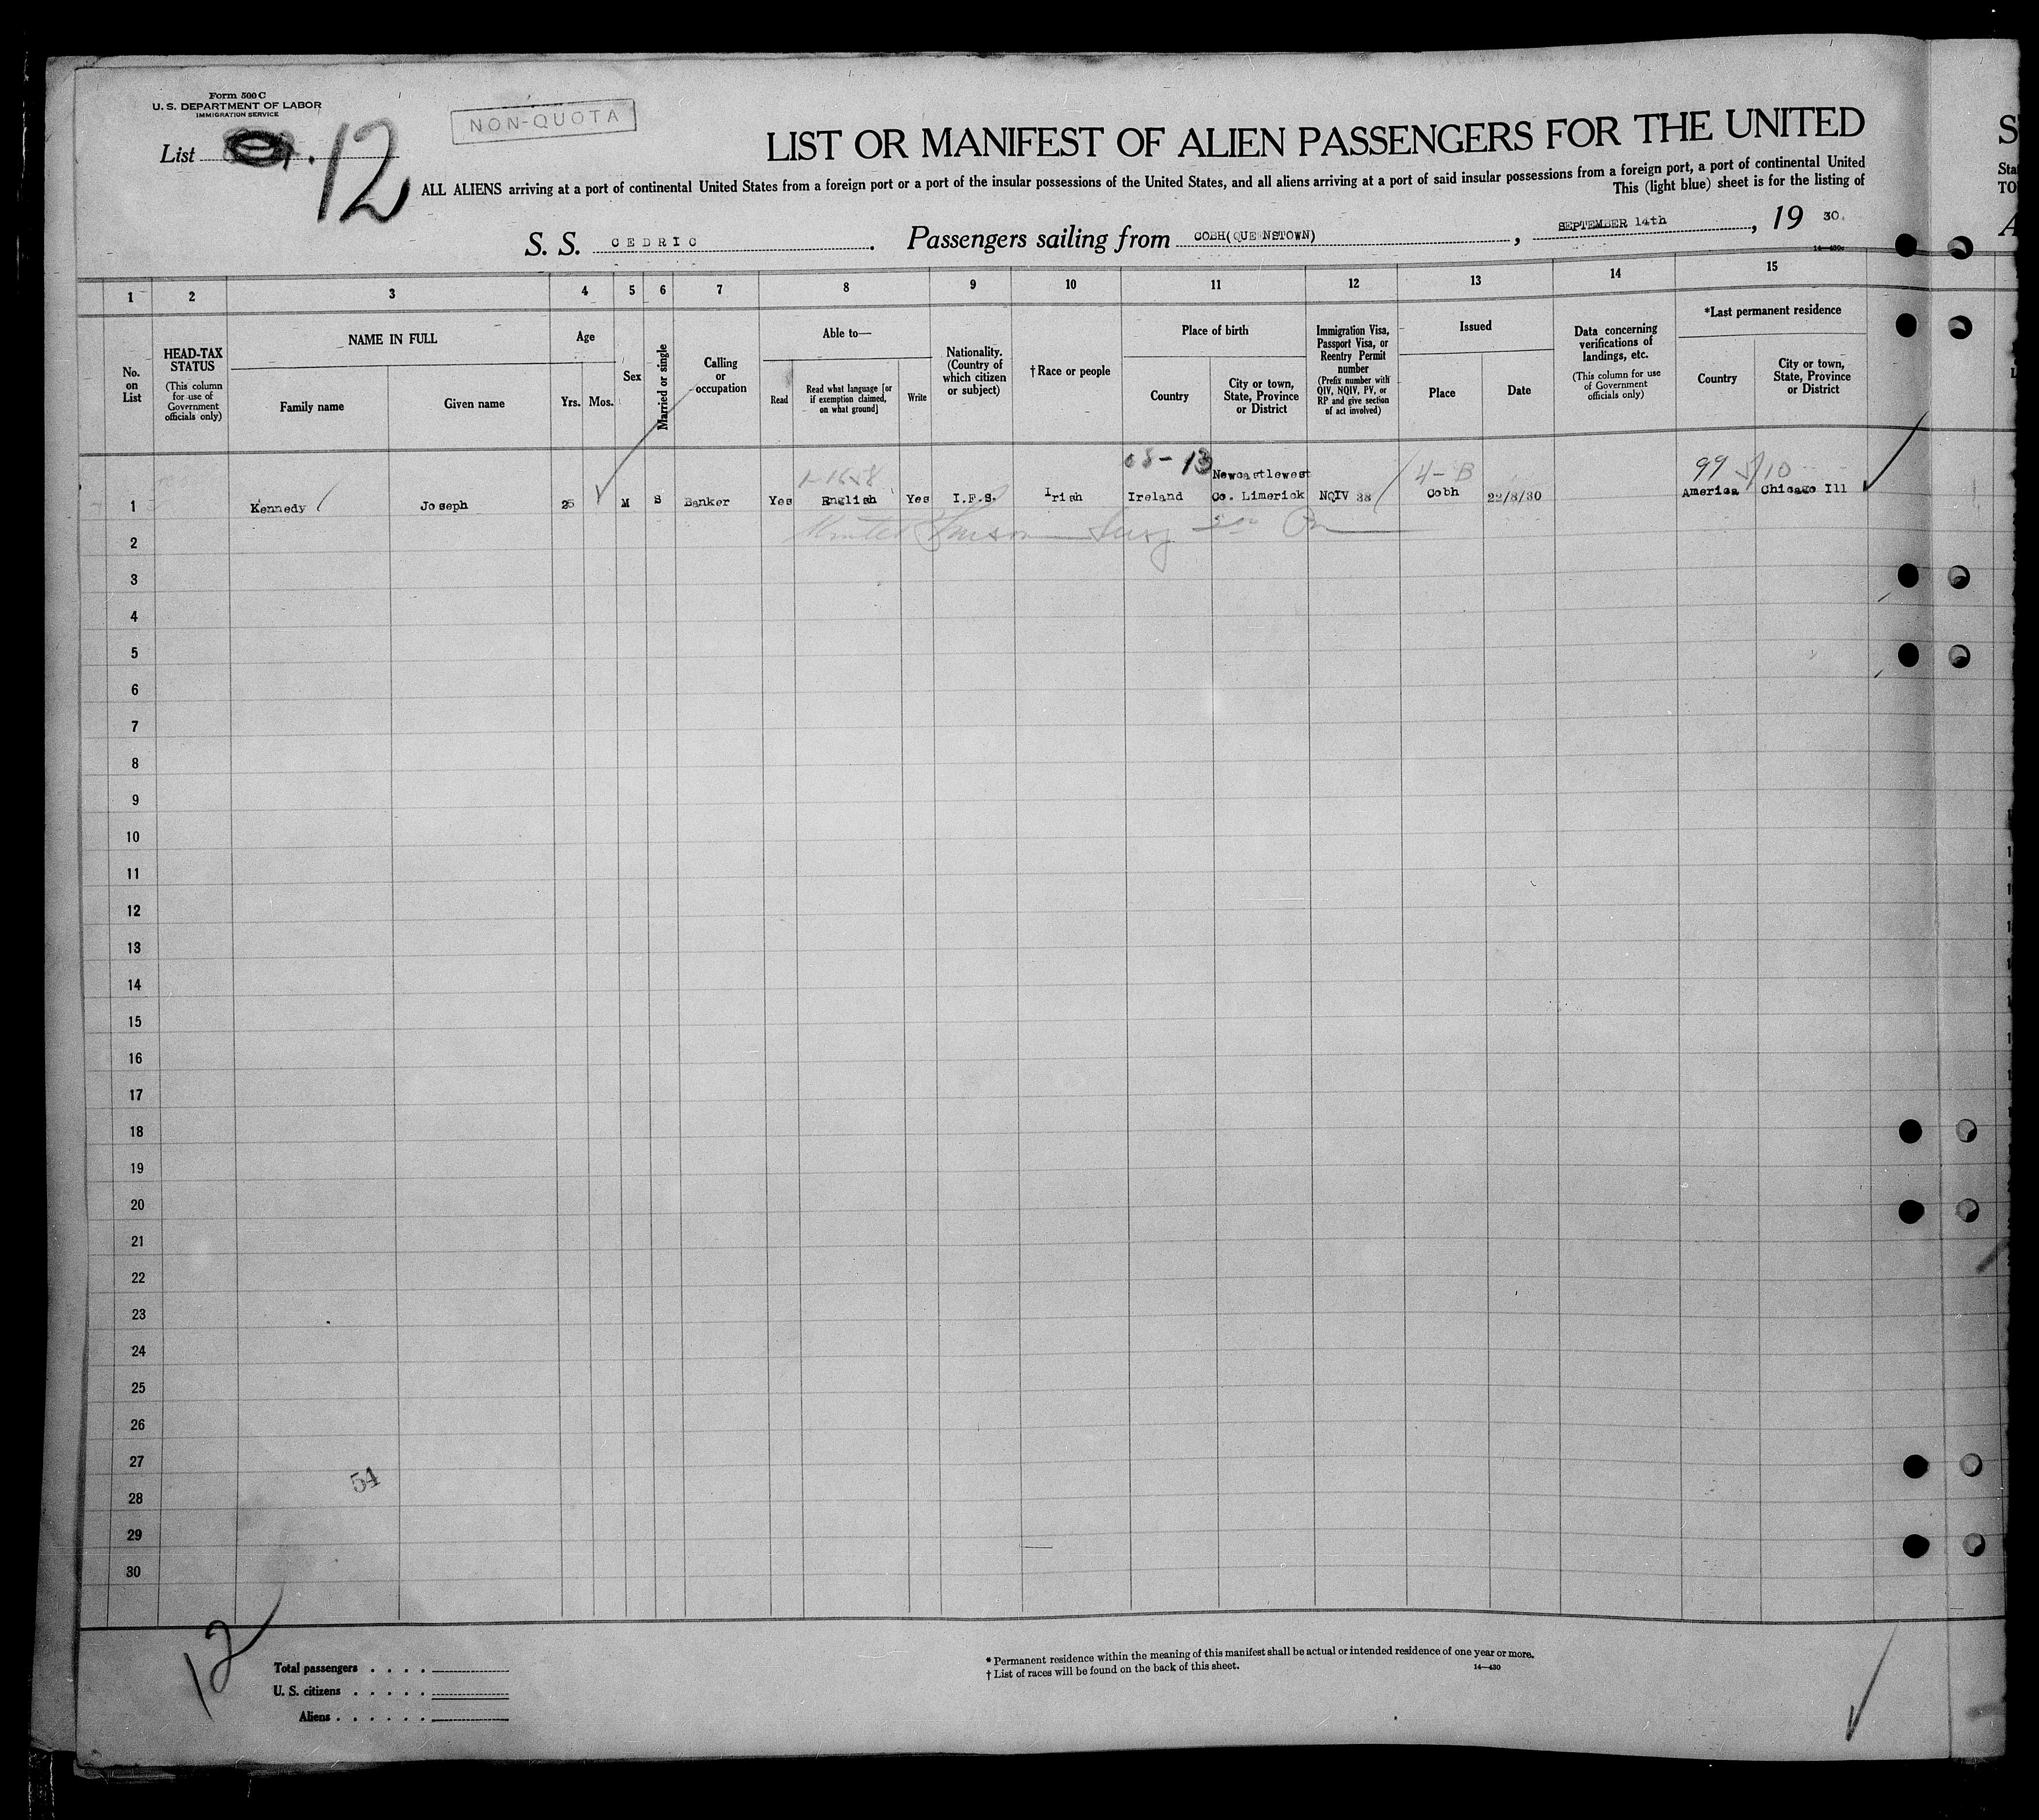 Form 500 C
U. S. DEPARTMENT OF LABOR
IMMIGRATION SERVICE
NON-QUOTA
List
12
LIST OR MANIFEST OF ALIEN PASSENGERS FOR THE UNITED
ALL ALIENS arriving at a port of continental United States from a foreign port or a port of the insular possessions of the United States, and all aliens arriving at a port of said insular possessions from a foreign port, a port of continental United
This (light blue) sheet is for the listing of
S. S. CEDRIC. Passengers sailing from COBH(QUEENSTOWN), SEPTEMBER 14th, 19 30.
1 2 3 4 5 6 7 8 9 10 11 12 13 14 15
No. on List
HEAD-TAX STATUS
(This column for use of Government officials only)
NAME IN FULL
Family name
Given name
Age
Yrs. Mos.
Sex
Married or single
Calling or occupation
Able to—
Read
Read what language [or if exemption claimed, on what ground]
Write
Nationality. (Country of which citizen or subject)
† Race or people
Place of birth
Country
City or town, State, Province or District
Immigration Visa, Passport Visa, or Reentry Permit number
(Prefix number with QIV, NQIV, PV, or RP and give section of act involved)
Issued
Place
Date
Data concerning verifications of landings, etc.
(This column for use of Government officials only)
*Last permanent residence
Country
City or town, State, Province or District
13 4-B 99 10
Newcastlewest
1 Kennedy Joseph 25 M S Banker Yes English Yes I.F.S. Irish Ireland Co. Limerick NQIV 38 Cobh 22/8/30 America Chicago Ill
2
3
4
5
6
7
8
9
10
11
12
13
14
15
16
17
18
19
20
21
22
23
24
25
26
27
54
28
29
30
12
Total passengers . . . .
U. S. citizens . . . . .
Aliens . . . . . .
* Permanent residence within the meaning of this manifest shall be actual or intended residence of one year or more.
† List of races will be found on the back of this sheet.
14—430